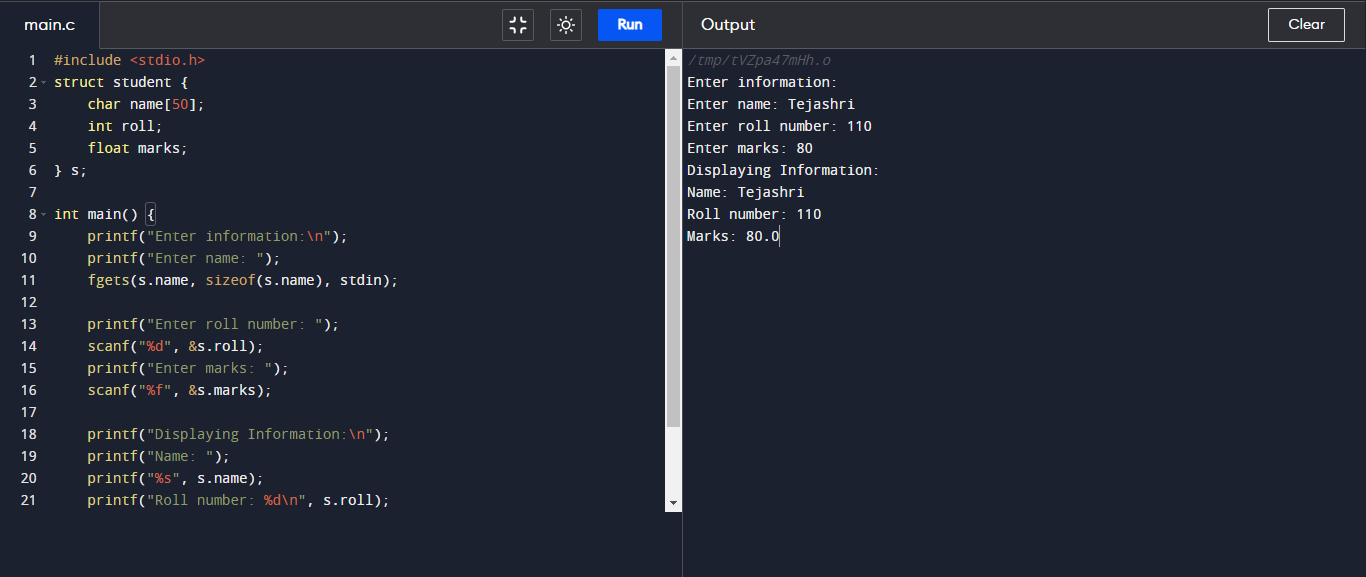 main.c
Run
1 #include <stdio.h>
2 struct student {
3     char name[50];
4     int roll;
5     float marks;
6 } s;
7
8 int main() {
9     printf("Enter information:\n");
10     printf("Enter name: ");
11     fgets(s.name, sizeof(s.name), stdin);
12
13     printf("Enter roll number: ");
14     scanf("%d", &s.roll);
15     printf("Enter marks: ");
16     scanf("%f", &s.marks);
17
18     printf("Displaying Information:\n");
19     printf("Name: ");
20     printf("%s", s.name);
21     printf("Roll number: %d\n", s.roll);
Output
Clear
/tmp/tVZpa47mHh.o
Enter information:
Enter name: Tejashri
Enter roll number: 110
Enter marks: 80
Displaying Information:
Name: Tejashri
Roll number: 110
Marks: 80.0